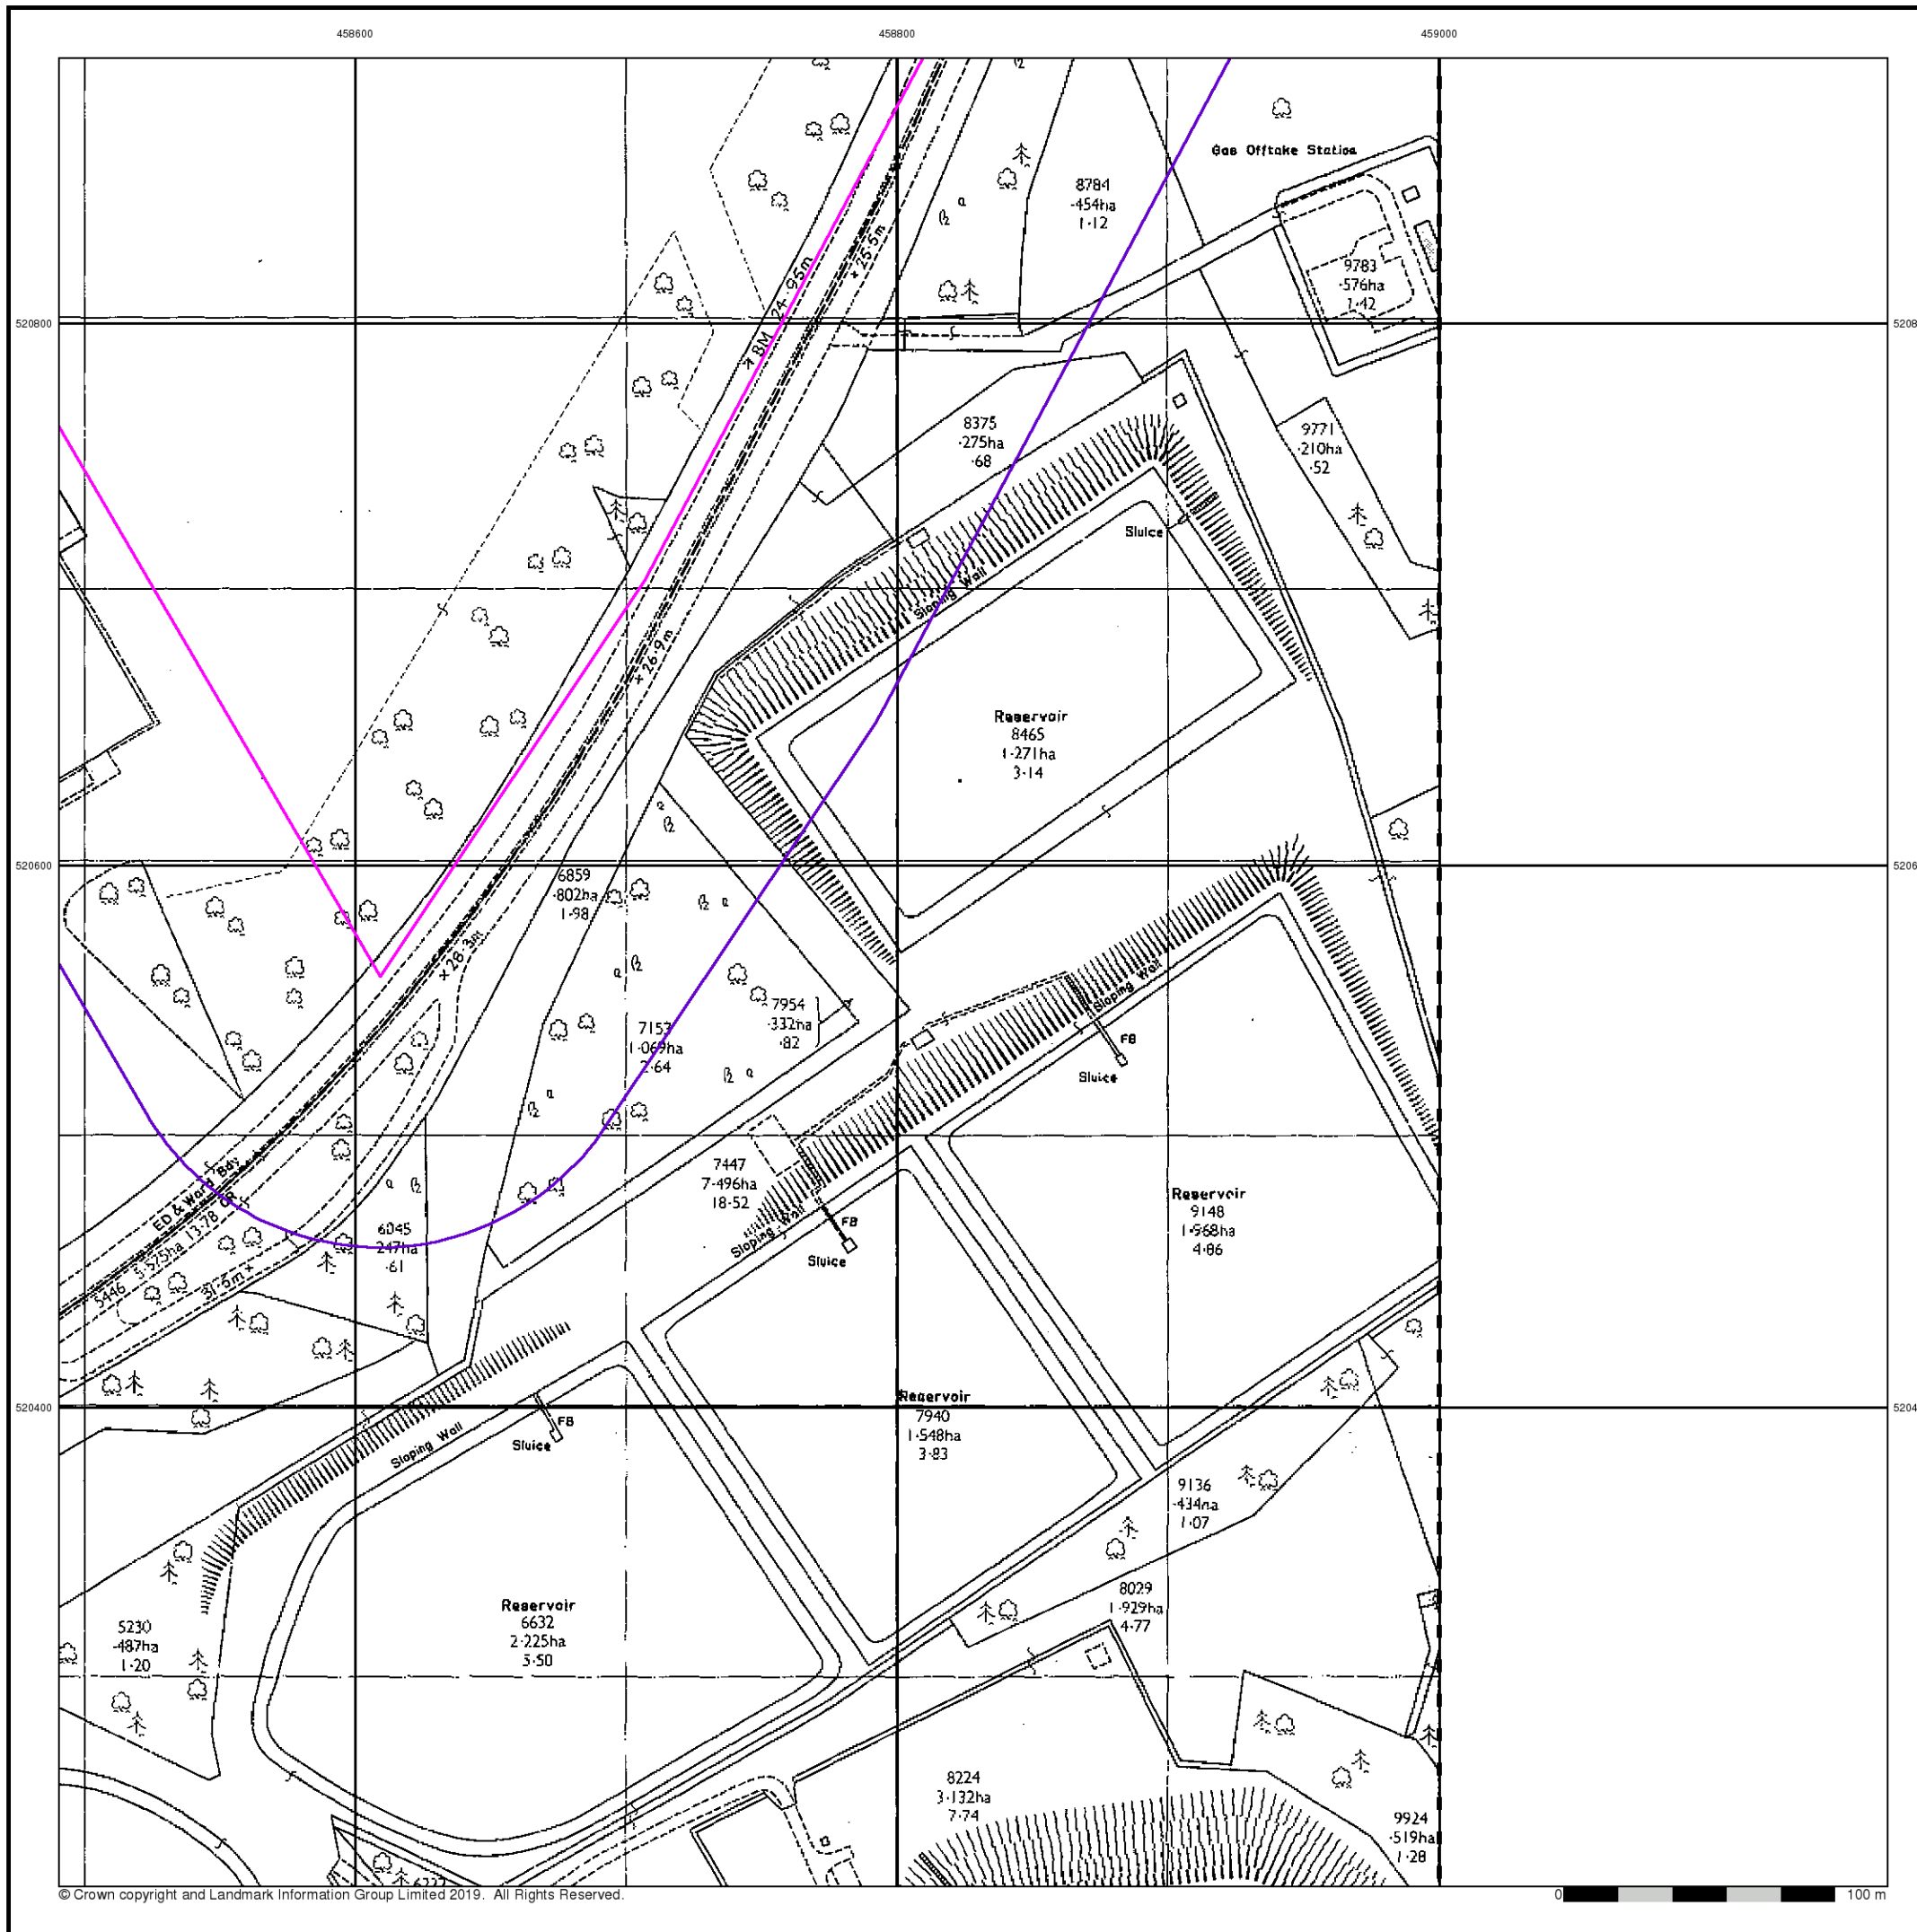 458600
458800
459000
Gas Offtake Station
8784
·454ha
1·12
9783
·576ha
1·42
BM 24·95m
+ 25·5m
520800
5208
8375
·275ha
·68
9771
·210ha
·52
Sluice
Sloping Wall
+ 26·9m
Reservoir
8465
1·271ha
3·14
520600
5206
6859
·802ha
1·98
+ 28·3m
7954
·332ha
·82
7153
1·069ha
2·64
Sloping Wall
FB
Sluice
7447
7·496ha
18·52
Sloping Wall
FB
Sluice
Reservoir
9148
1·968ha
4·86
ED & Ward Bdy
CR
5446 5·575ha 13·78
31·5m +
6045
·247ha
·61
520400
5204
Reservoir
7940
1·548ha
3·83
Sloping Wall
FB
Sluice
9136
·434ha
1·07
8029
1·929ha
4·77
Reservoir
6632
2·225ha
3·50
5230
·487ha
1·20
8224
3·132ha
7·74
9924
·519ha
1·28
© Crown copyright and Landmark Information Group Limited 2019. All Rights Reserved.
0 100 m